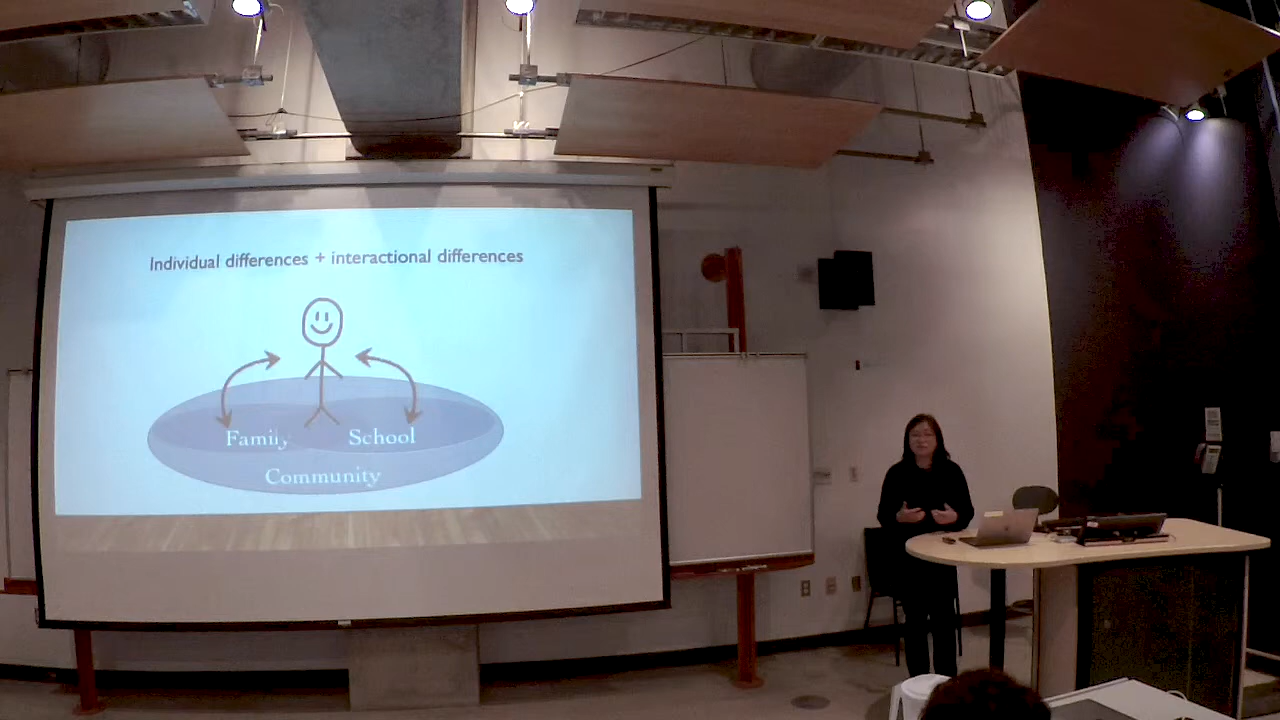 Individual differences + interactional differences
Family
School
Community